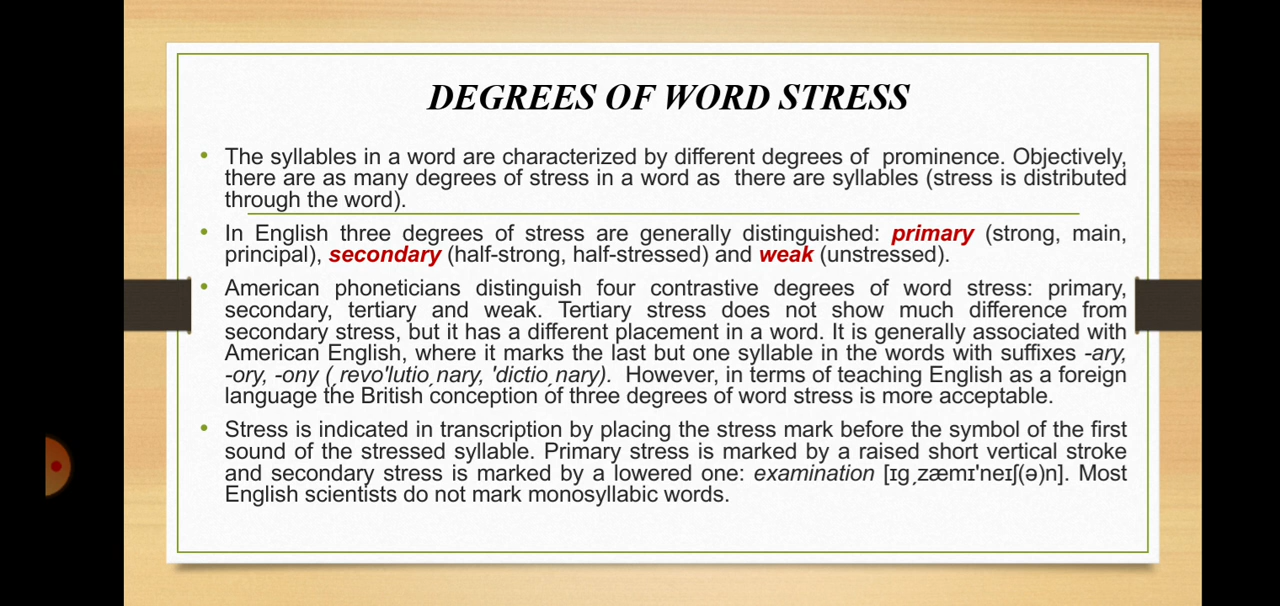 DEGREES OF WORD STRESS
• The syllables in a word are characterized by different degrees of prominence. Objectively,
there are as many degrees of stress in a word as there are syllables (stress is distributed
through the word).
• In English three degrees of stress are generally distinguished: primary (strong, main,
principal), secondary (half-strong, half-stressed) and weak (unstressed).
• American phoneticians distinguish four contrastive degrees of word stress: primary,
secondary, tertiary and weak. Tertiary stress does not show much difference from
secondary stress, but it has a different placement in a word. It is generally associated with
American English, where it marks the last but one syllable in the words with suffixes -ary,
-ory, -ony (ˏrevo'lutioˏnary, 'dictioˏnary). However, in terms of teaching English as a foreign
language the British conception of three degrees of word stress is more acceptable.
• Stress is indicated in transcription by placing the stress mark before the symbol of the first
sound of the stressed syllable. Primary stress is marked by a raised short vertical stroke
and secondary stress is marked by a lowered one: examination [ɪgˏzæmɪ'neɪʃ(ə)n]. Most
English scientists do not mark monosyllabic words.